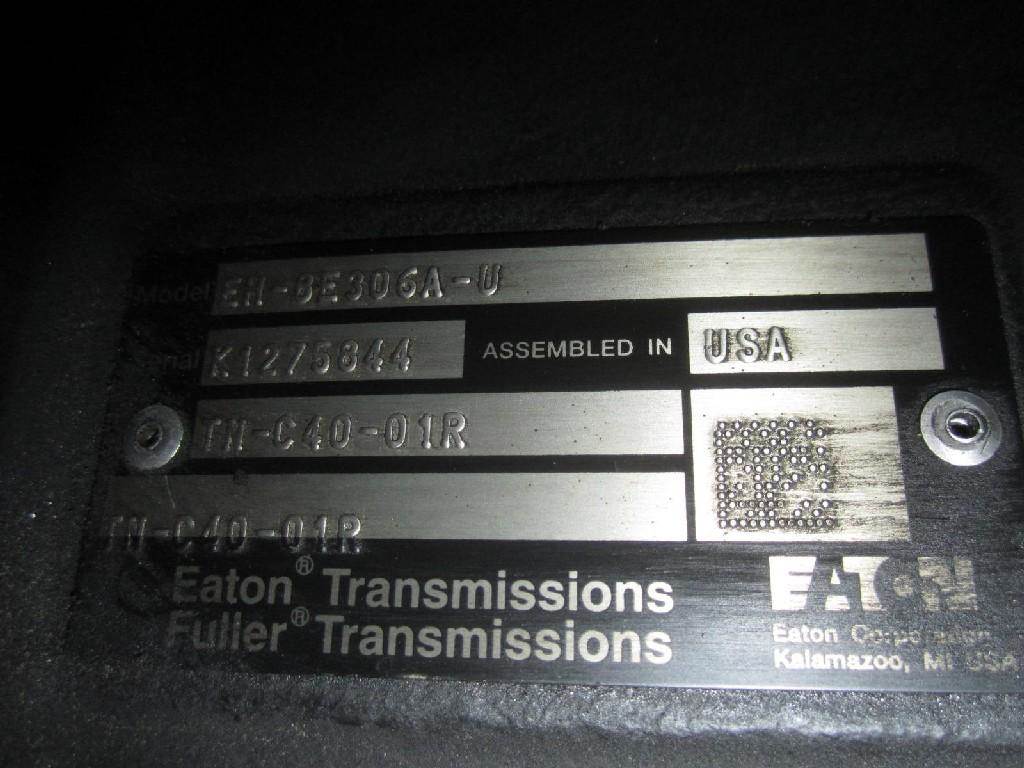 Model EH-8E306A-U
Serial K1275844 ASSEMBLED IN USA
TN-C40-01R
TN-C40-01R
Eaton® Transmissions
Fuller® Transmissions
EATON
Eaton Corporation
Kalamazoo, MI USA